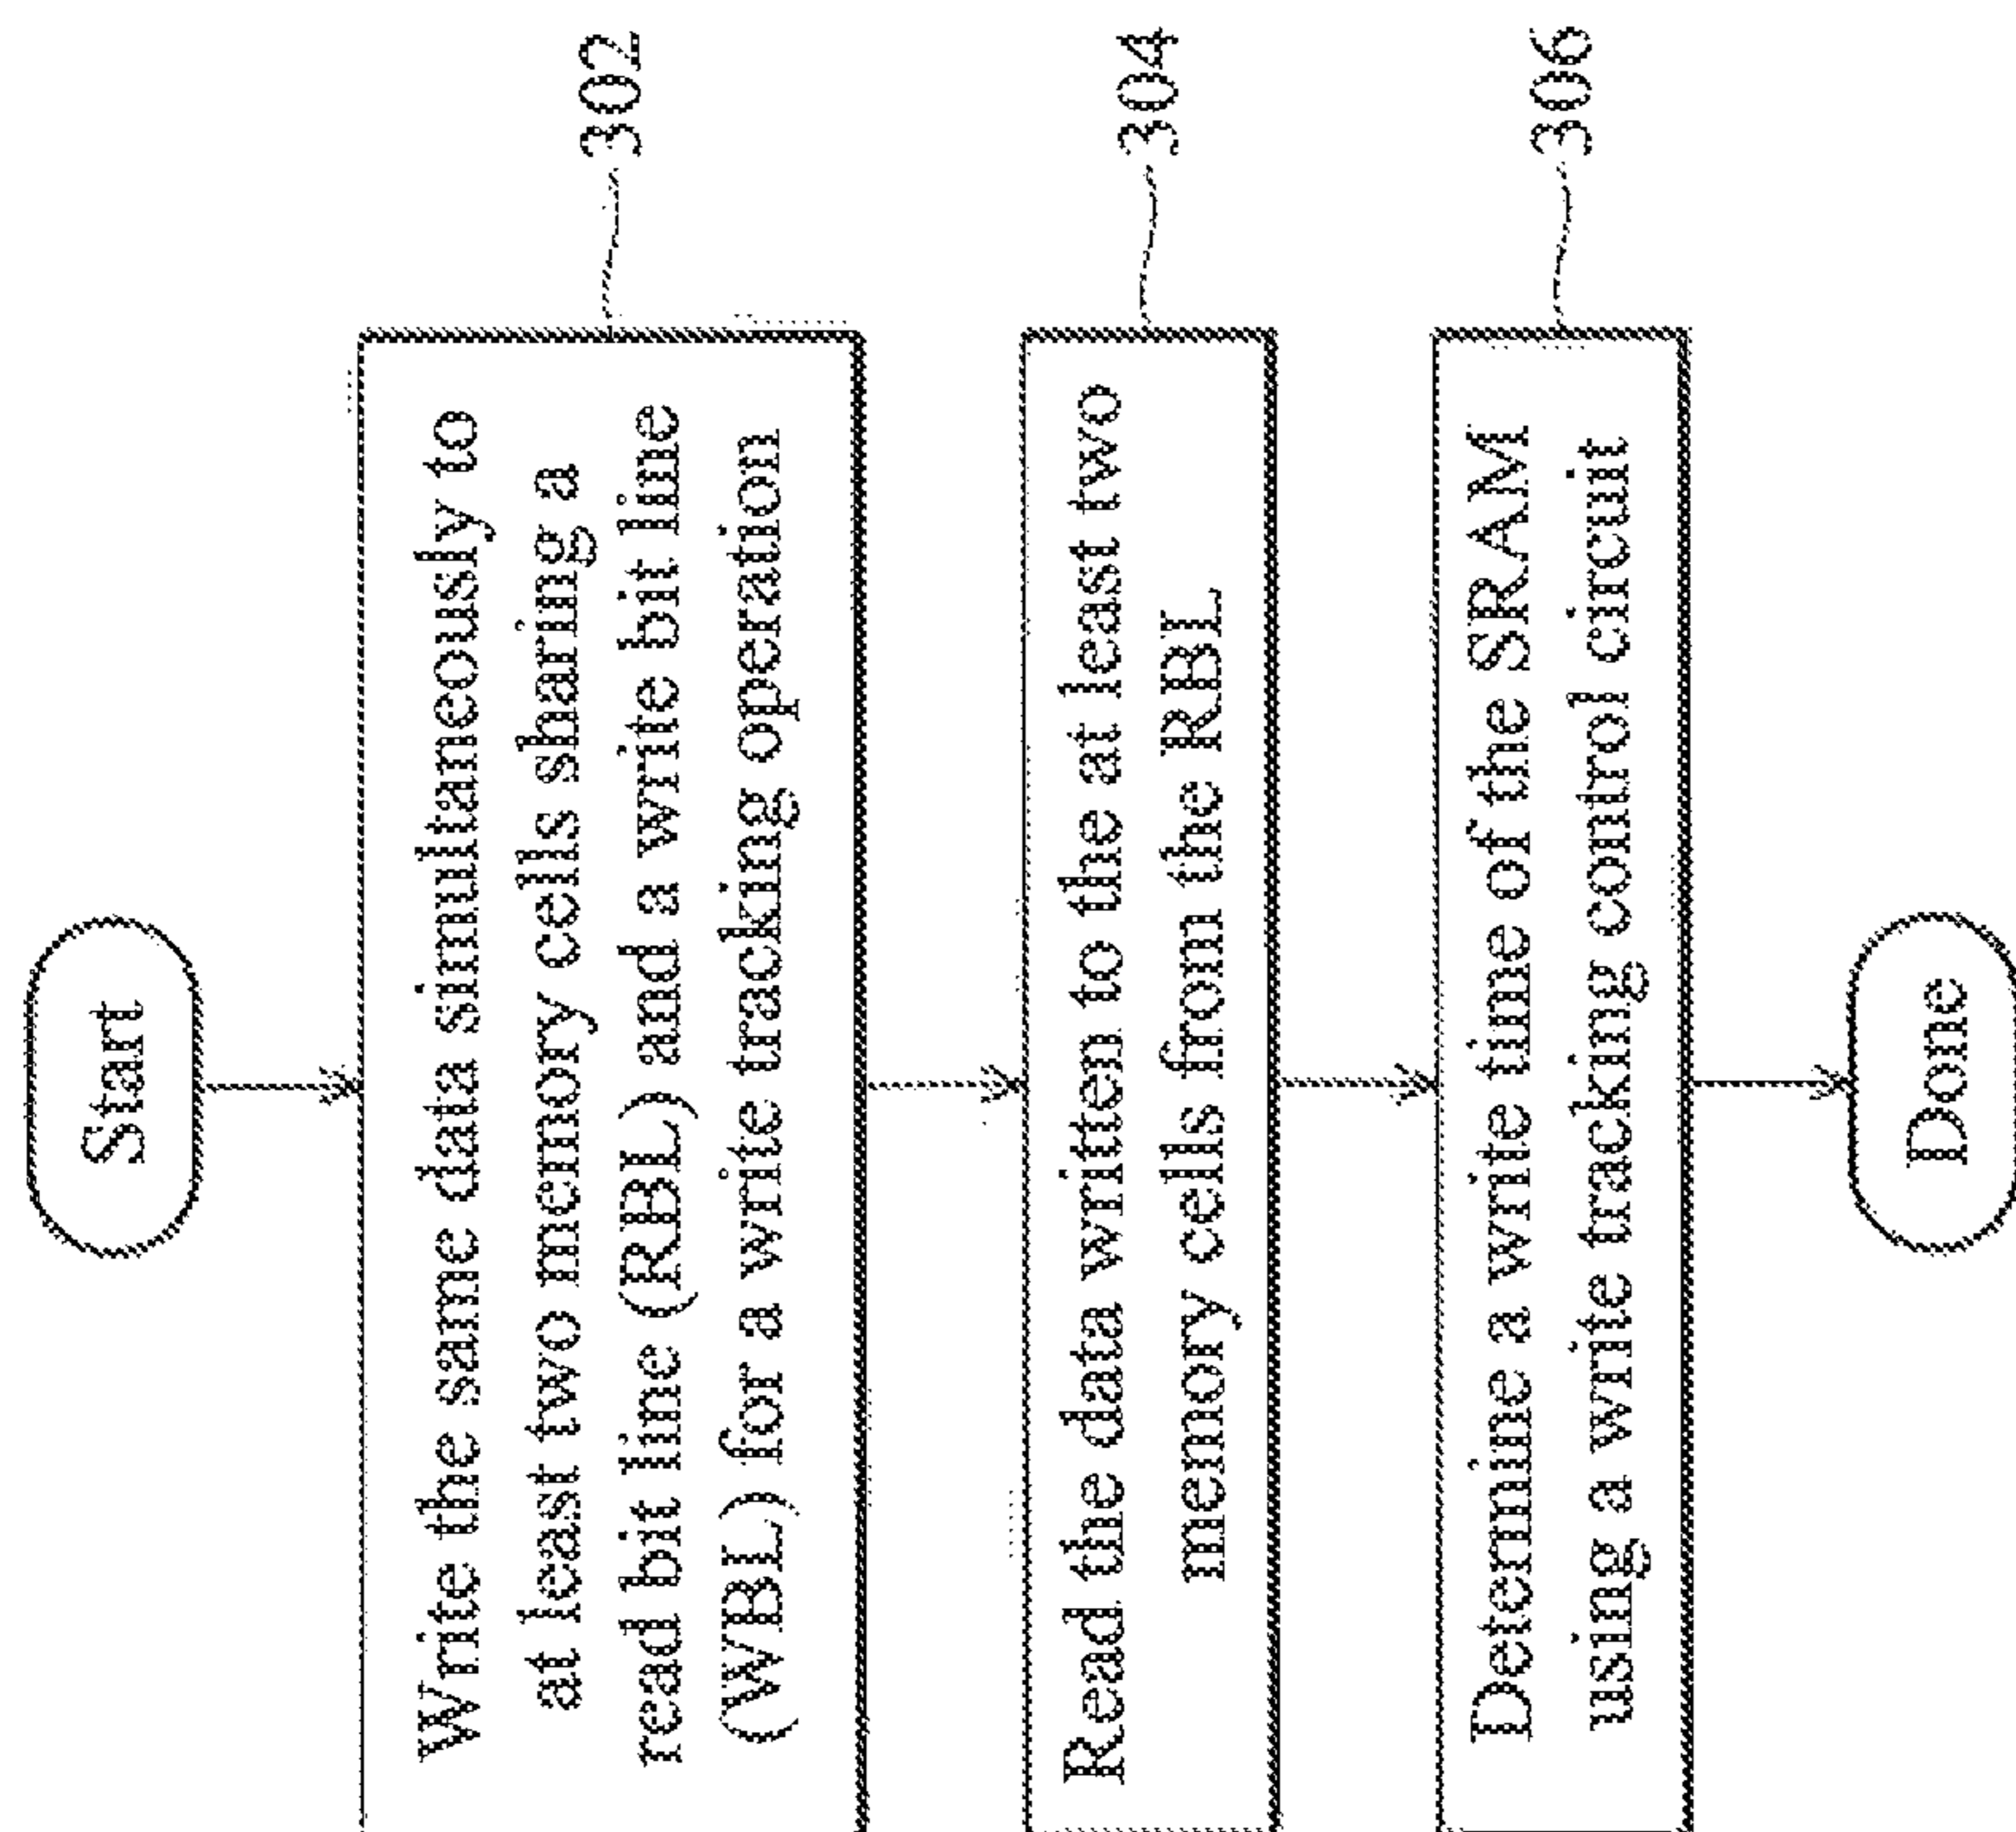 Start
Write the same data simultaneously to
at least two memory cells sharing a
read bit line (RBL) and a write bit line
(WBL) for a write tracking operation
302
Read the data written to the at least two
memory cells from the RBL
304
Determine a write time of the SRAM
using a write tracking control circuit
306
Done